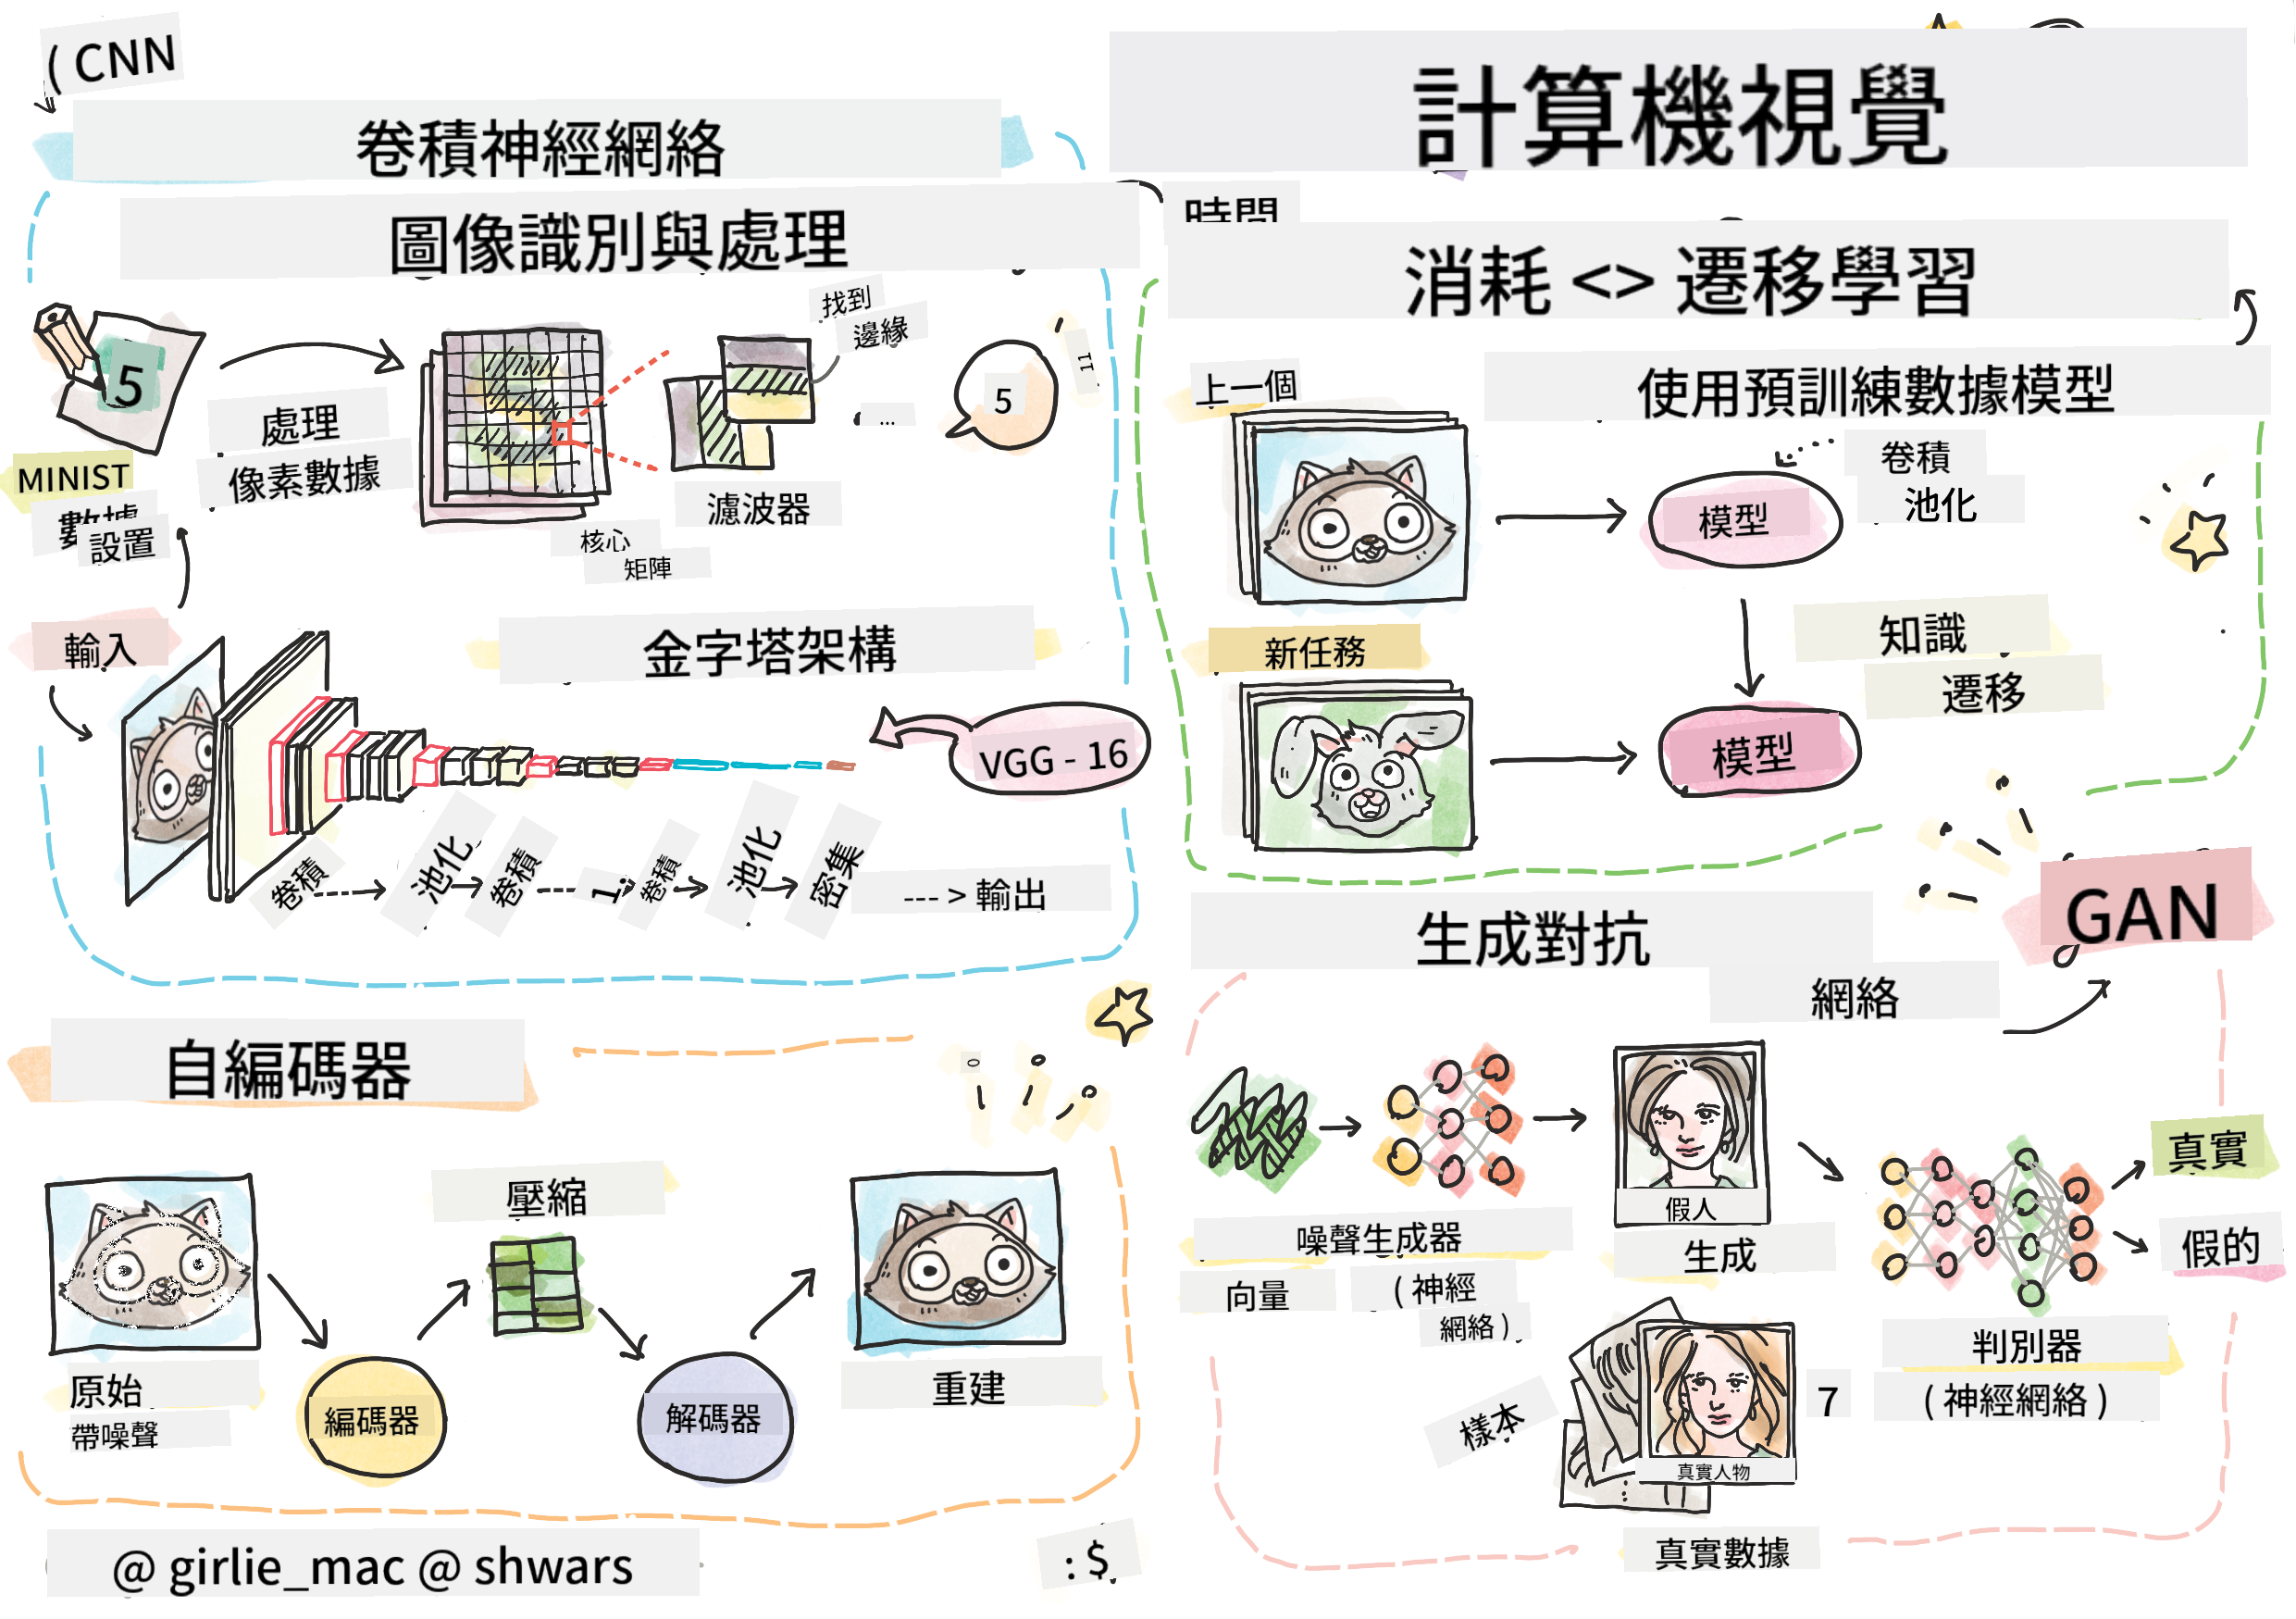 ( CNN
卷積神經網絡
圖像識別與處理
5
處理
像素數據
MINIST
數據
設置
找到
邊緣
...
5
濾波器
核心
矩陣
輸入
金字塔架構
VGG - 16
卷積
池化
卷積
1;
卷積
池化
密集
--- > 輸出
自編碼器
壓縮
原始
帶噪聲
編碼器
解碼器
重建
@ girlie_mac @ shwars
: $
計算機視覺
時間
消耗 <> 遷移學習
上一個
使用預訓練數據模型
卷積
池化
模型
知識
遷移
新任務
模型
GAN
生成對抗
網絡
假人
生成
噪聲生成器
向量
( 神經
網絡 )
真實
假的
判別器
( 神經網絡 )
7
樣本
真實人物
真實數據